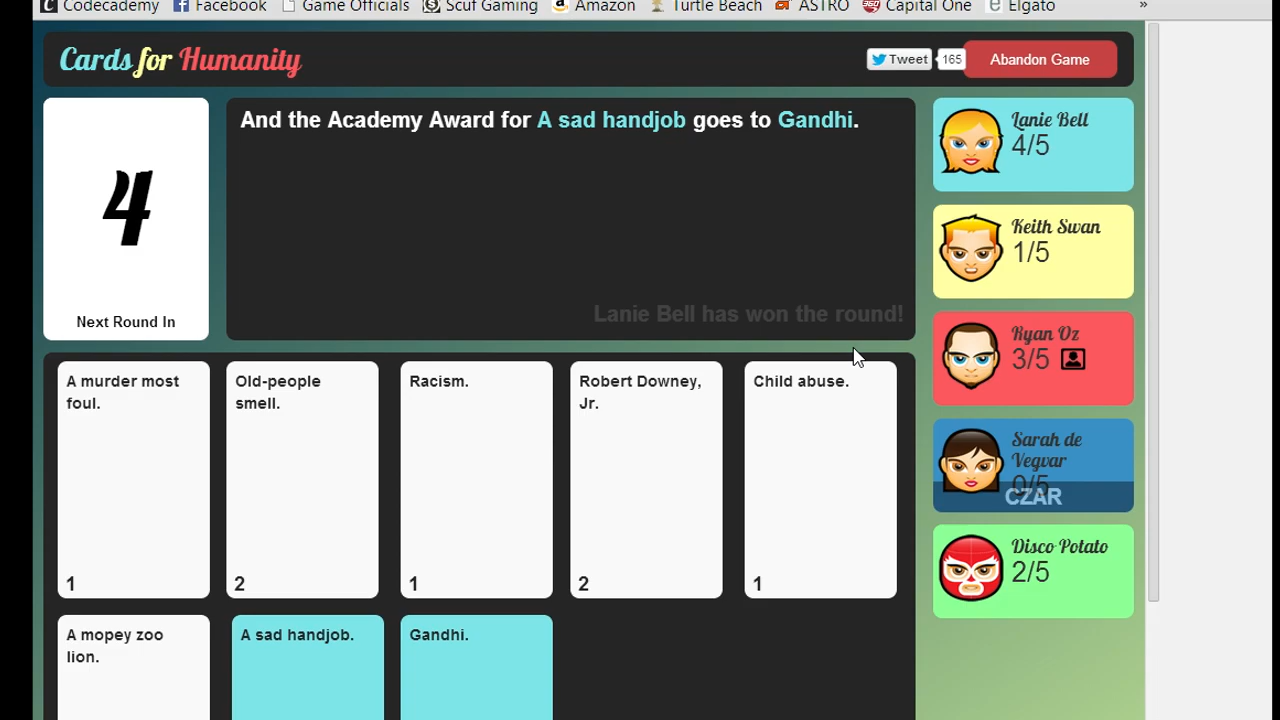 Codecademy Facebook Game Officials Scuf Gaming Amazon Turtle Beach ASTRO Capital One Elgato »
Cards for Humanity
Tweet 165 Abandon Game
4
Next Round In
And the Academy Award for A sad handjob goes to Gandhi.
Lanie Bell has won the round!
Lanie Bell
4/5
Keith Swan
1/5
Ryan Oz
3/5
Sarah de
Vegvar
0/5
CZAR
Disco Potato
2/5
A murder most
foul.
1
Old-people
smell.
2
Racism.
1
Robert Downey,
Jr.
2
Child abuse.
1
A mopey zoo
lion.
A sad handjob.
Gandhi.